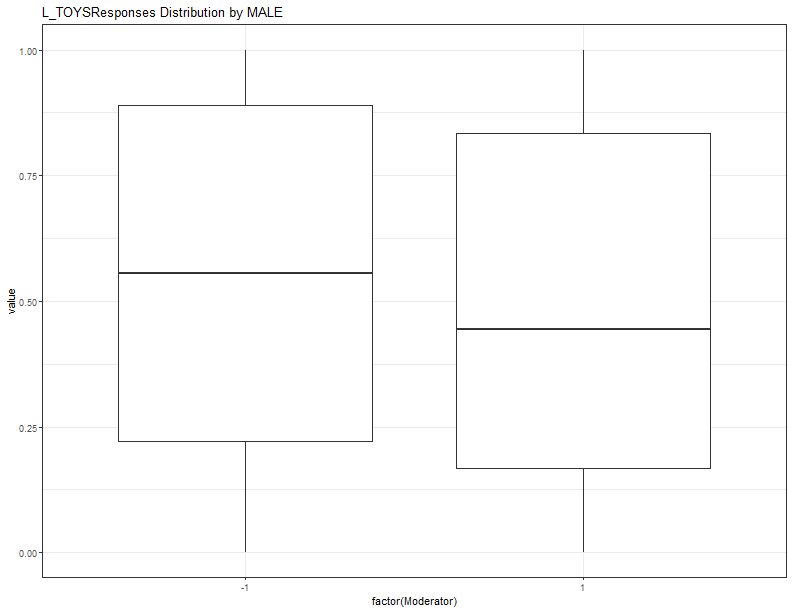 L_TOYSResponses Distribution by MALE
1.00
0.75
0.50
0.25
0.00
value
-1 1
factor(Moderator)